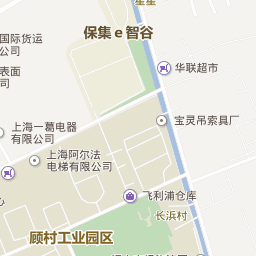 星星
保集e智谷
国际货运
公司
华联超市
表面
司
宝灵吊索具厂
上海一葛电器
有限公司
上海阿尔法
电梯有限公司
飞利浦仓库
长浜村
顾村工业园区